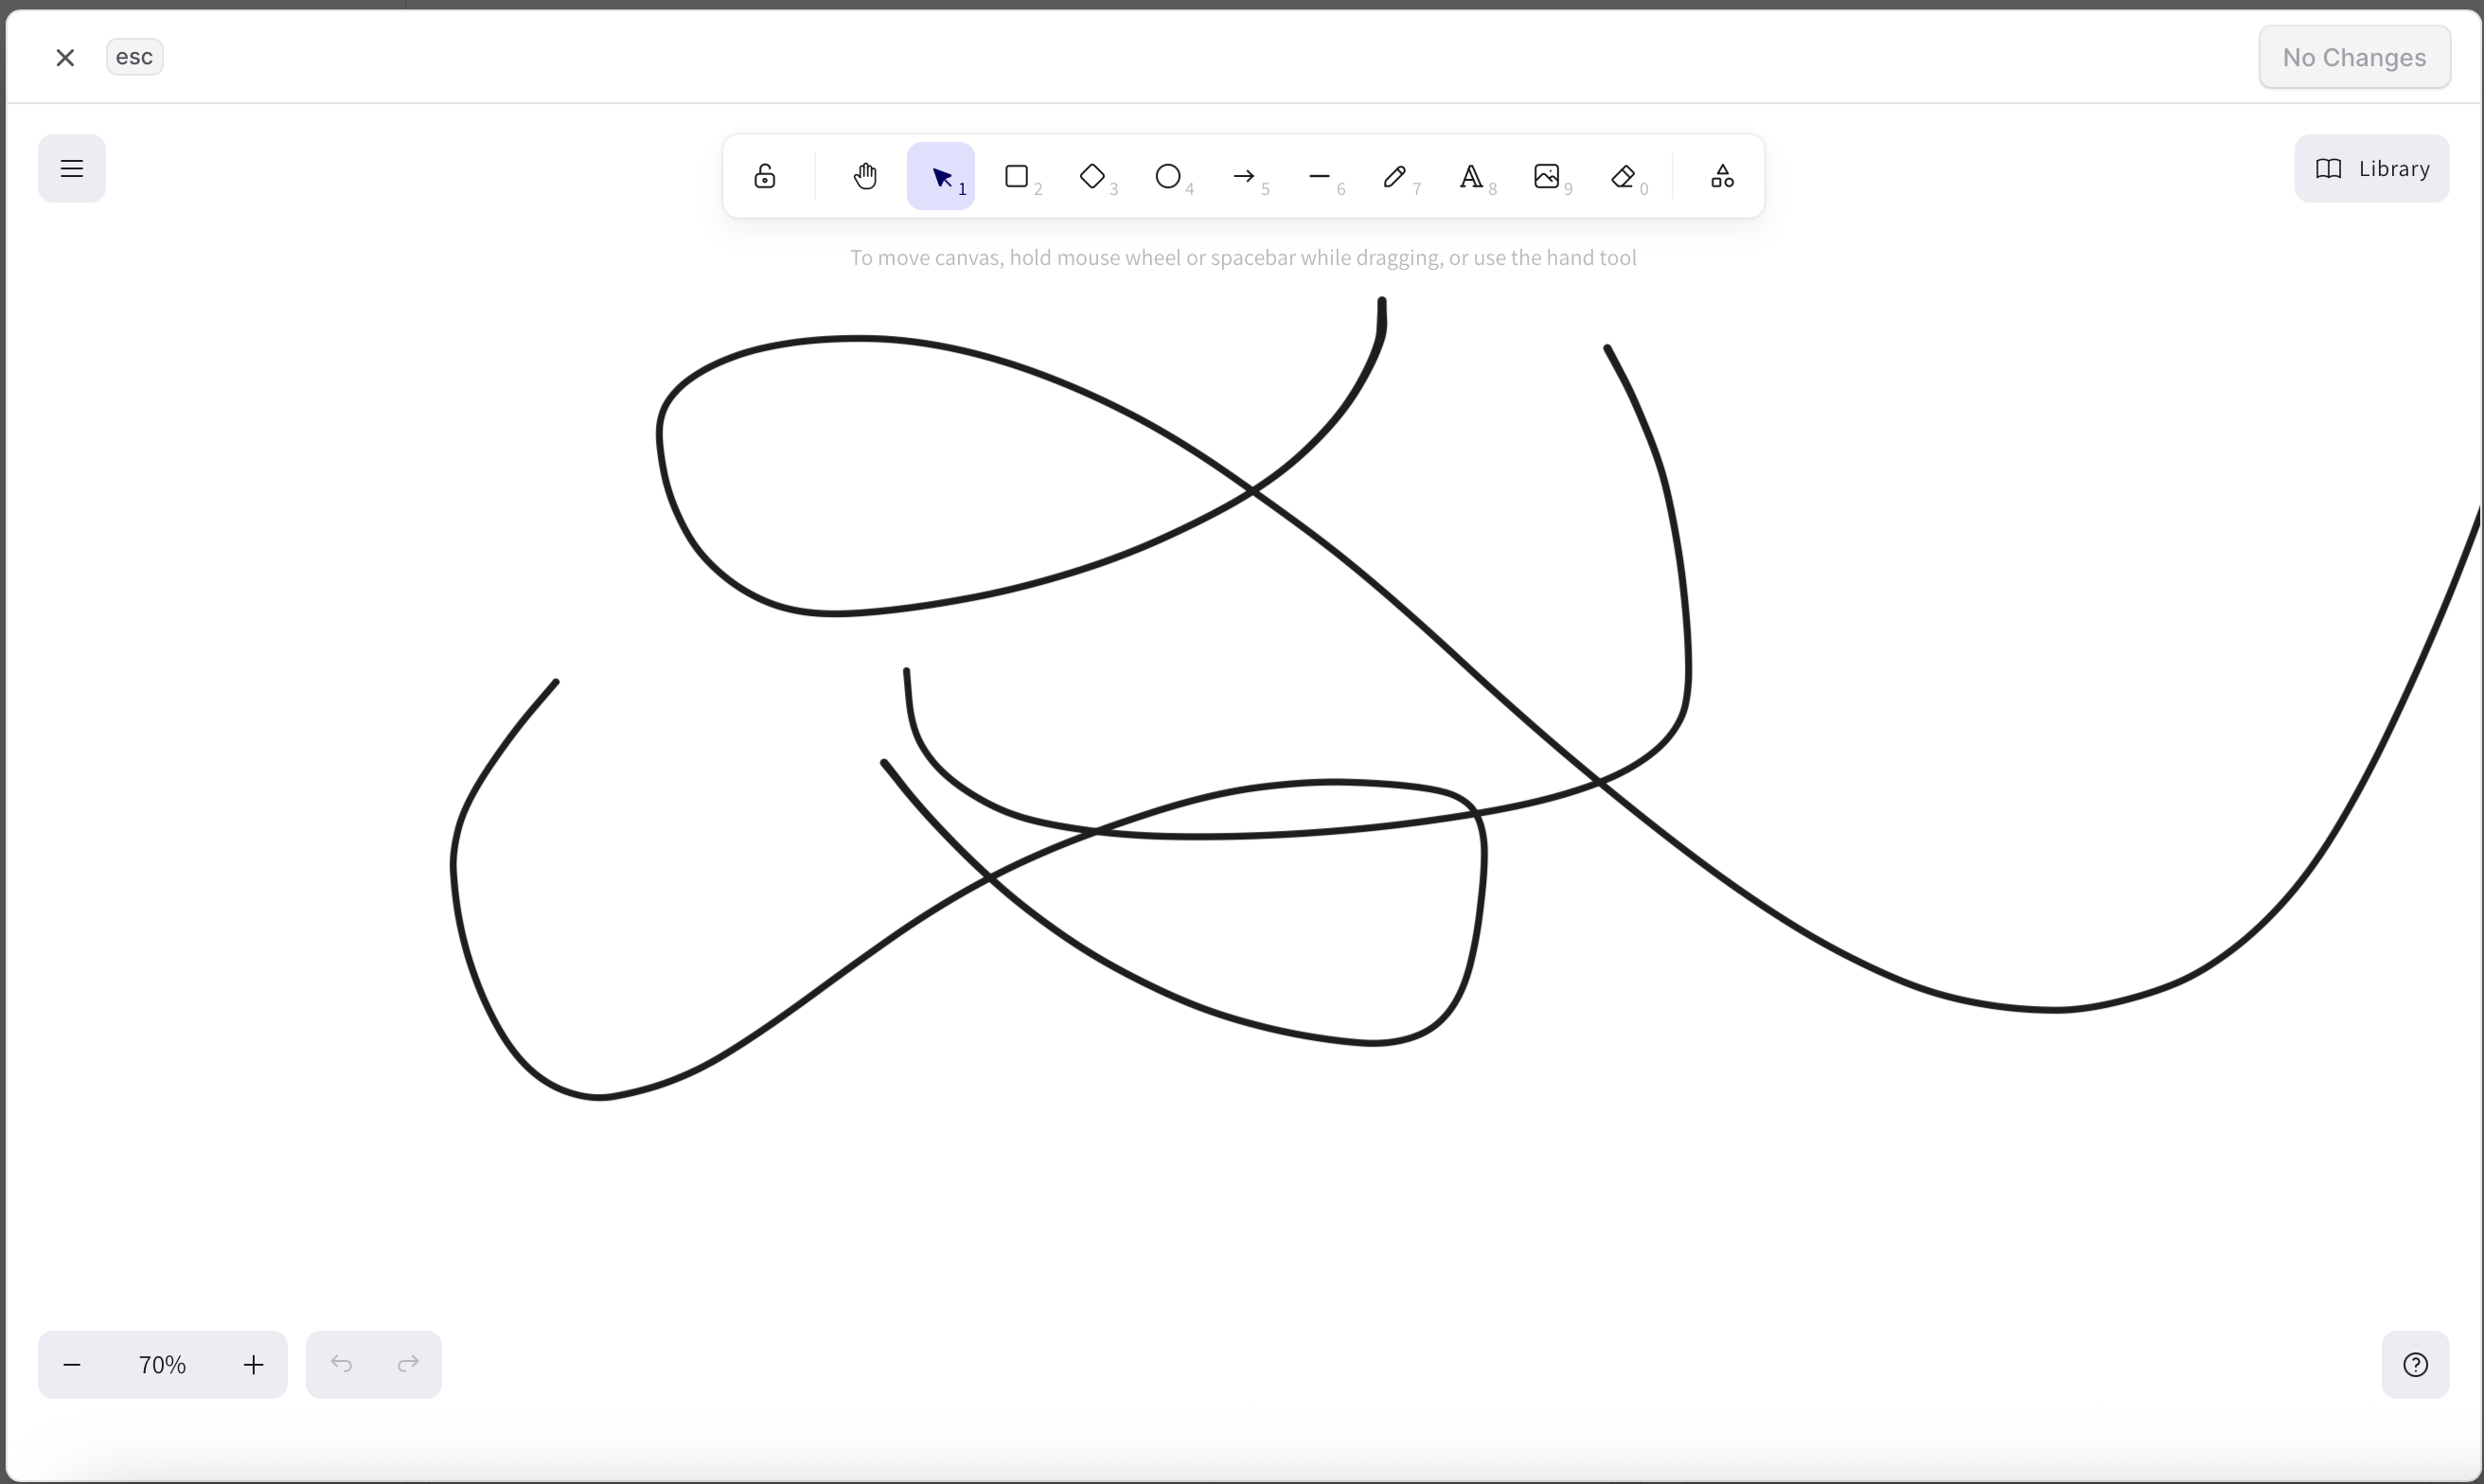 esc
No Changes
1 2 3 4 5 6 7 8 9 0
Library
To move canvas, hold mouse wheel or spacebar while dragging, or use the hand tool
70%